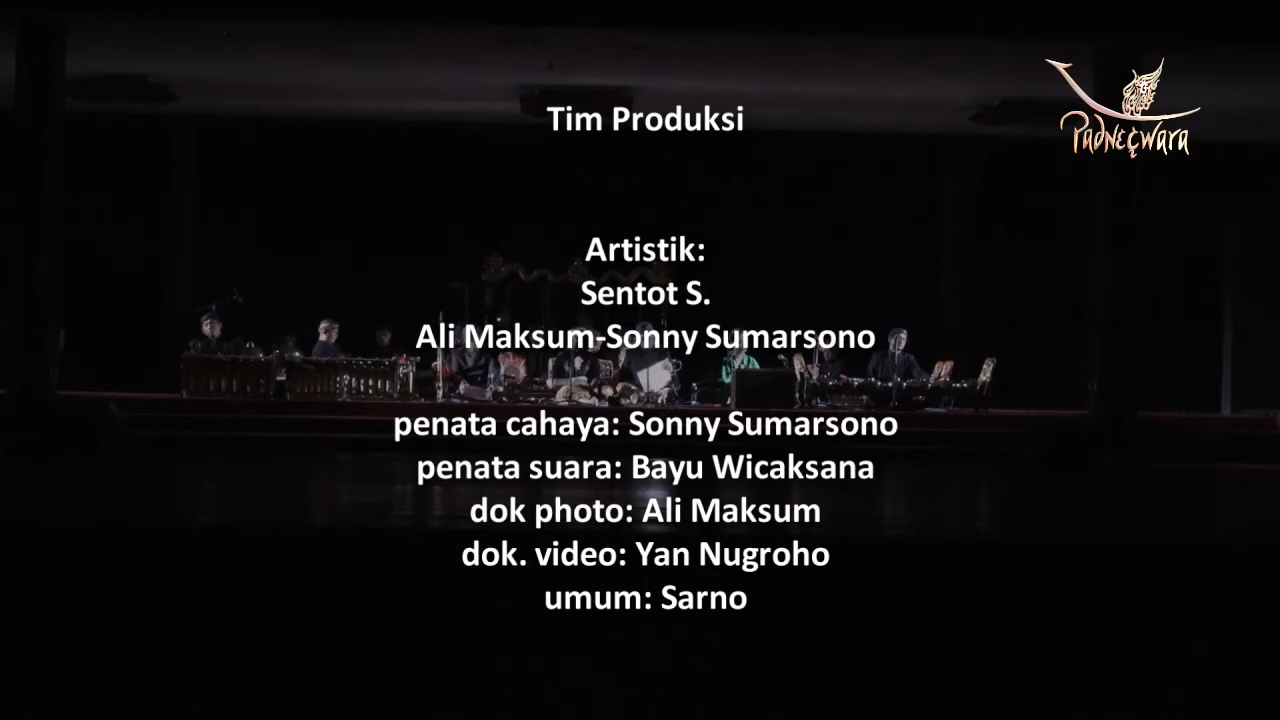 Padneçwara
Tim Produksi
Artistik:
Sentot S.
Ali Maksum-Sonny Sumarsono
penata cahaya: Sonny Sumarsono
penata suara: Bayu Wicaksana
dok photo: Ali Maksum
dok. video: Yan Nugroho
umum: Sarno